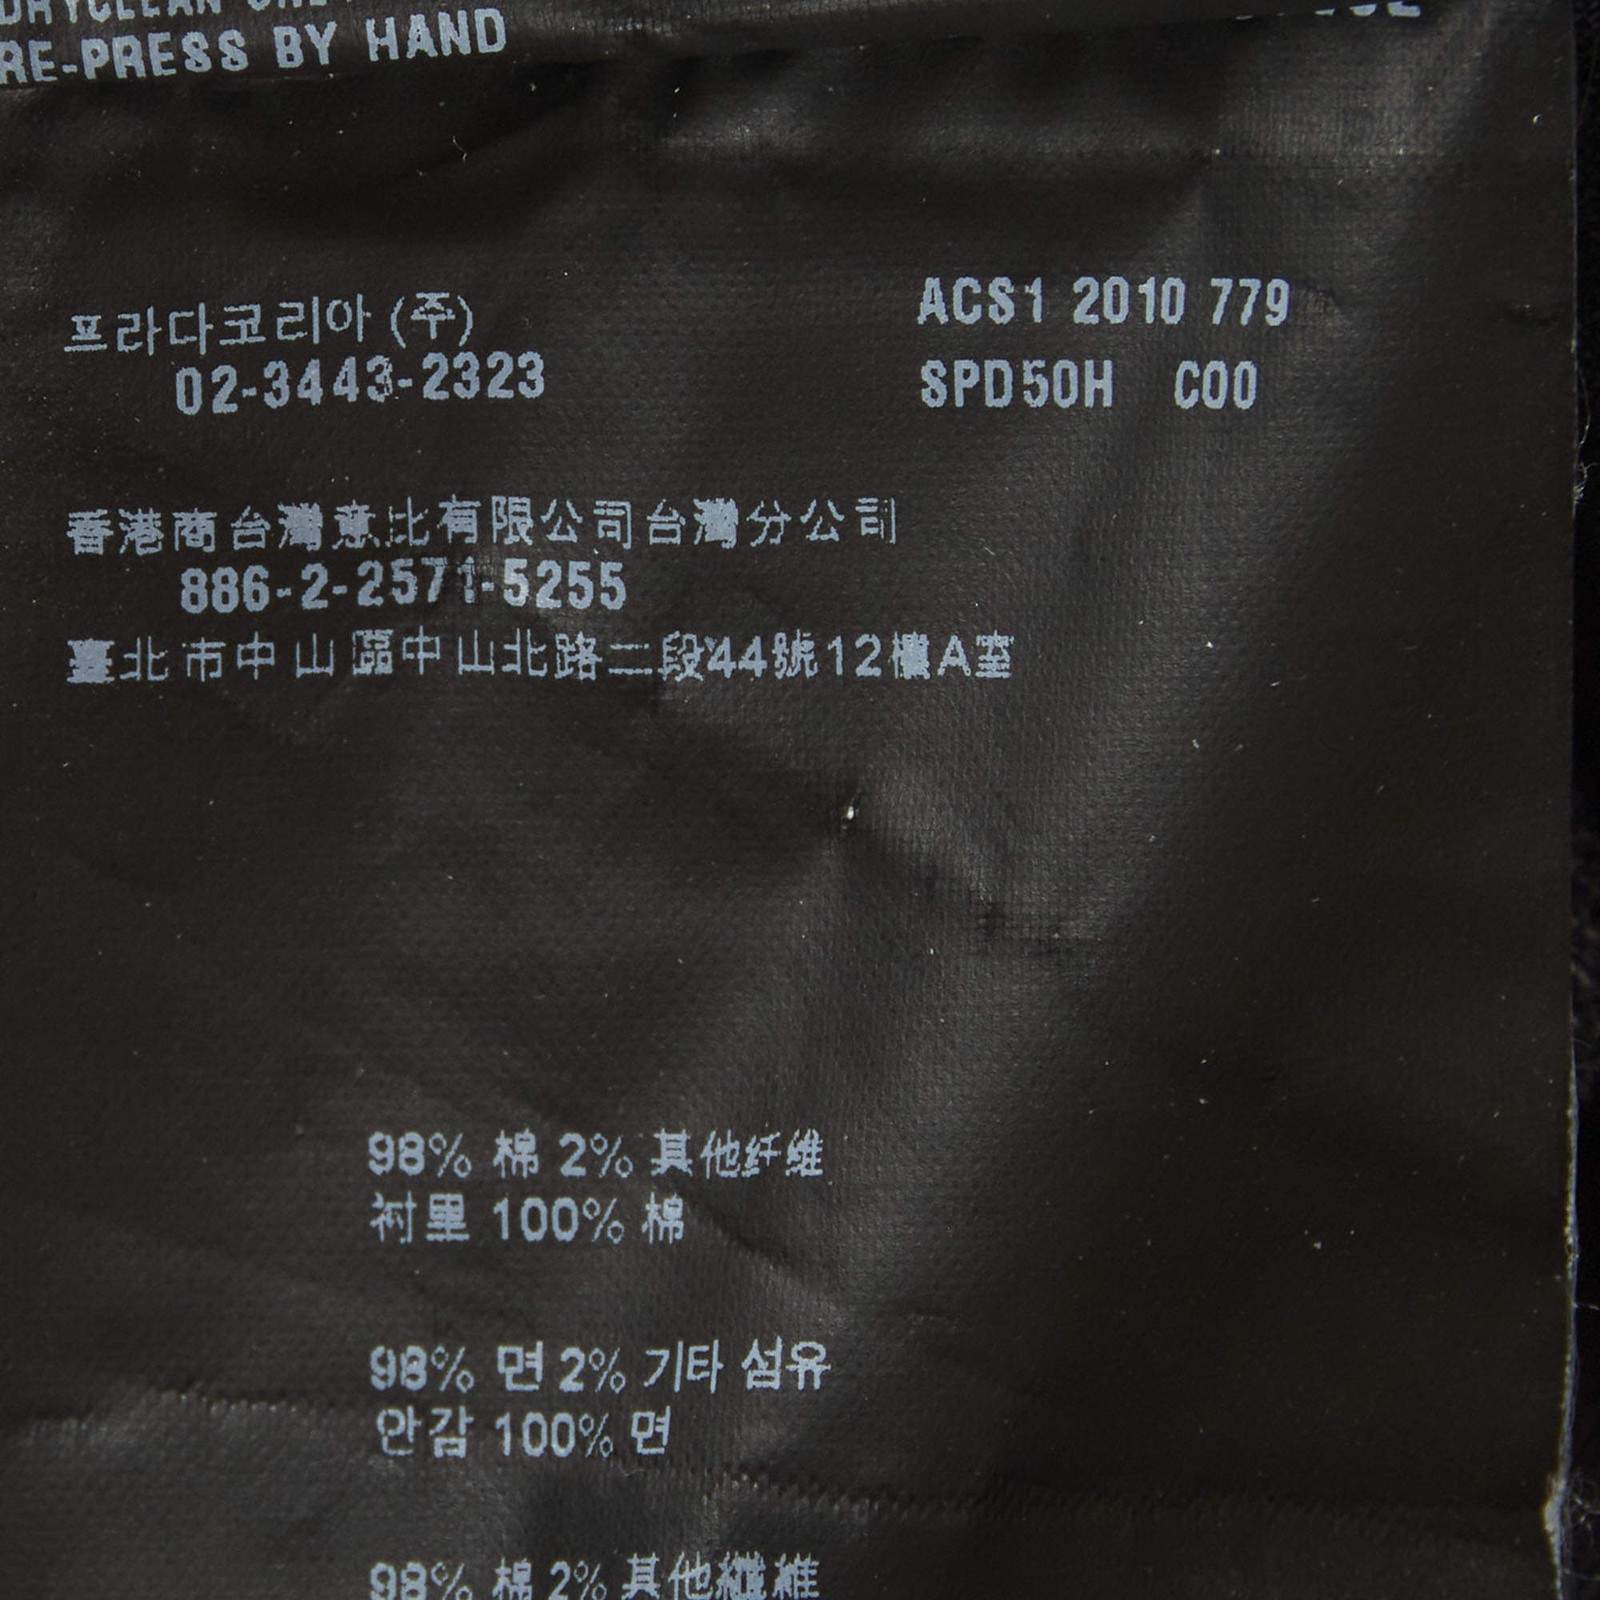 DRYCLEAN
RE-PRESS BY HAND
프라다코리아 (주)
02-3443-2323
ACS1 2010 779
SPD50H C00
香港商台灣意比有限公司台灣分公司
886-2-2571-5255
臺北市中山區中山北路二段44號12樓A室
98% 棉 2% 其他纤维
衬里 100% 棉
98% 면 2% 기타 섬유
안감 100% 면
98% 棉 2% 其他纖維